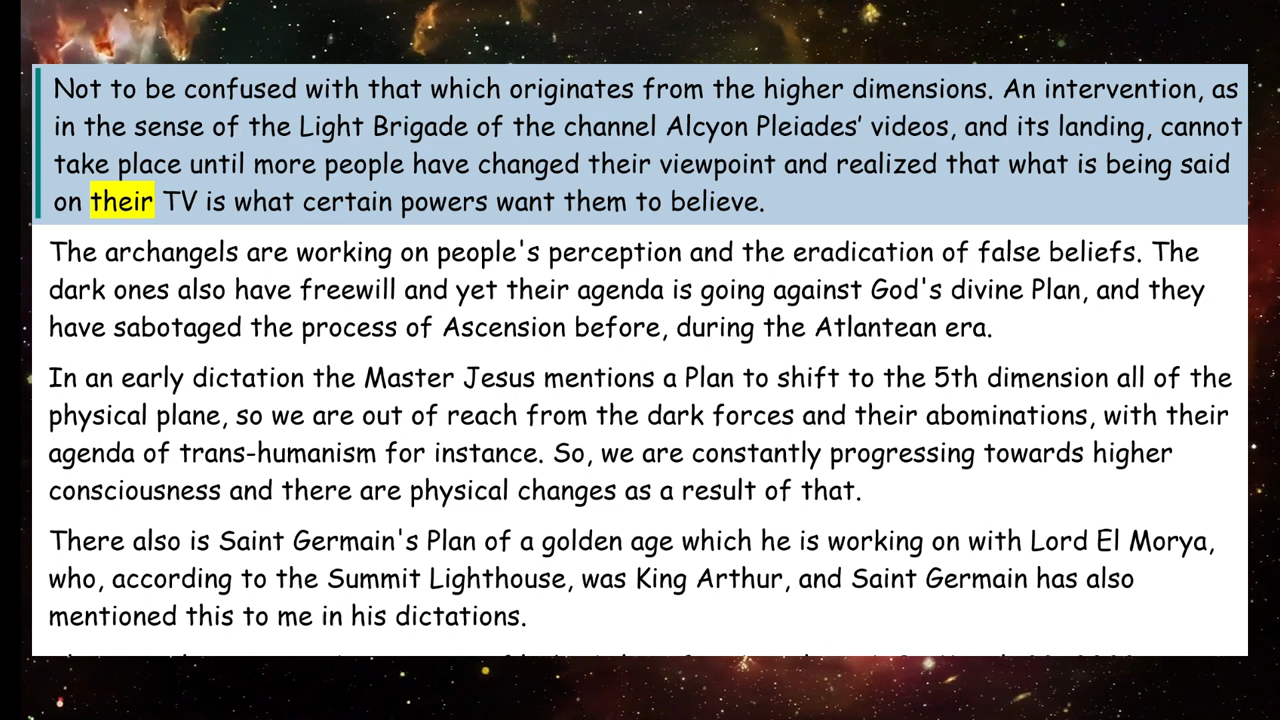 Not to be confused with that which originates from the higher dimensions. An intervention, as
in the sense of the Light Brigade of the channel Alcyon Pleiades’ videos, and its landing, cannot
take place until more people have changed their viewpoint and realized that what is being said
on their TV is what certain powers want them to believe.
The archangels are working on people's perception and the eradication of false beliefs. The
dark ones also have freewill and yet their agenda is going against God's divine Plan, and they
have sabotaged the process of Ascension before, during the Atlantean era.
In an early dictation the Master Jesus mentions a Plan to shift to the 5th dimension all of the
physical plane, so we are out of reach from the dark forces and their abominations, with their
agenda of trans-humanism for instance. So, we are constantly progressing towards higher
consciousness and there are physical changes as a result of that.
There also is Saint Germain's Plan of a golden age which he is working on with Lord El Morya,
who, according to the Summit Lighthouse, was King Arthur, and Saint Germain has also
mentioned this to me in his dictations.